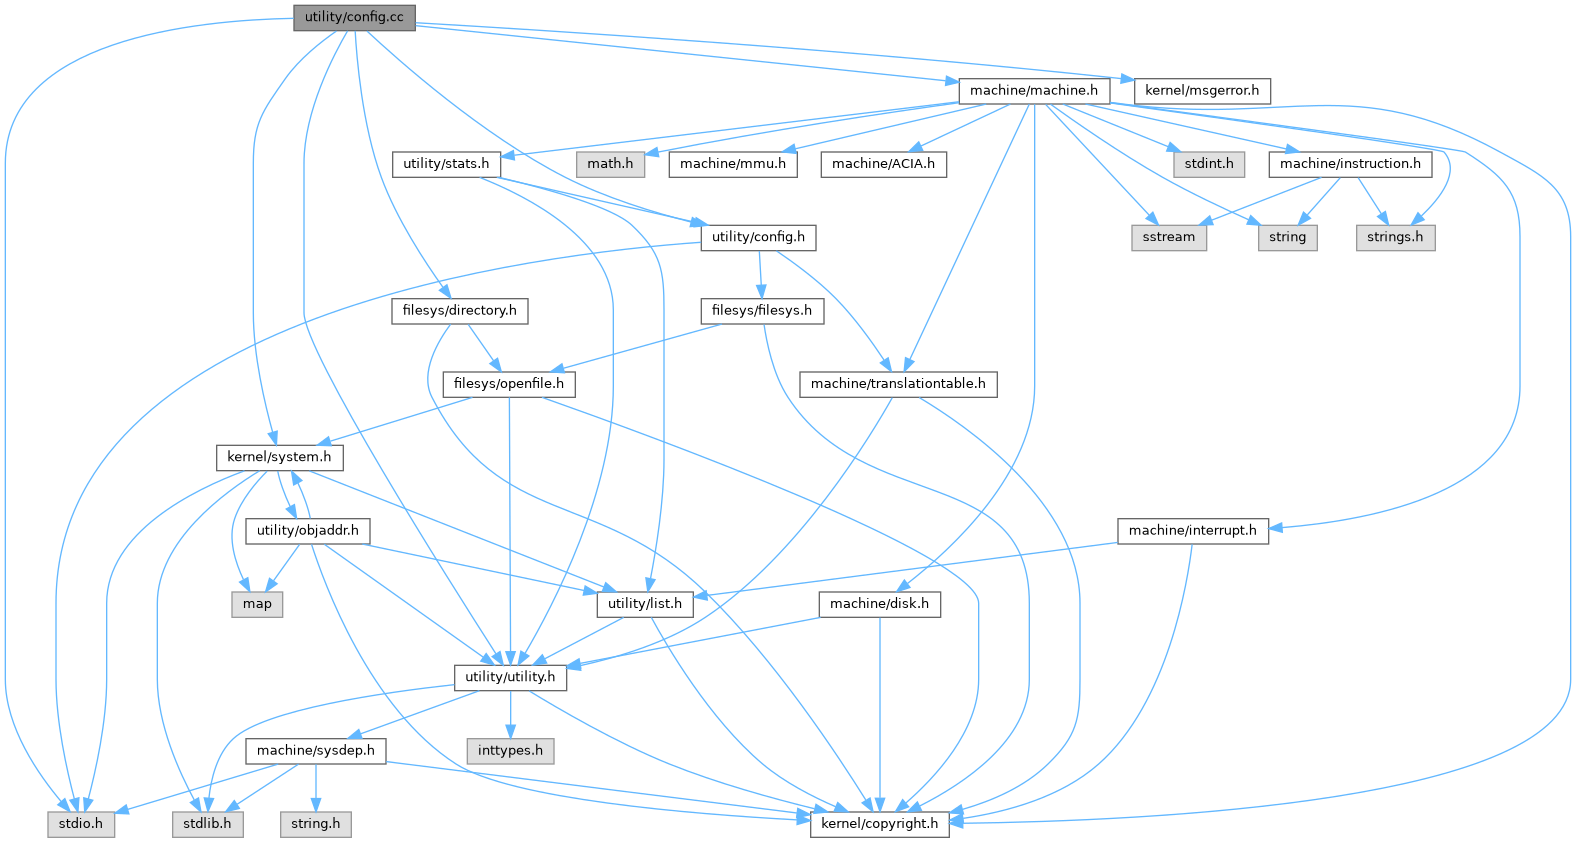 utility/config.cc
machine/machine.h
kernel/msgerror.h
utility/stats.h
math.h
machine/mmu.h
machine/ACIA.h
stdint.h
machine/instruction.h
utility/config.h
sstream
string
strings.h
filesys/directory.h
filesys/filesys.h
filesys/openfile.h
machine/translationtable.h
kernel/system.h
utility/objaddr.h
machine/interrupt.h
map
utility/list.h
machine/disk.h
utility/utility.h
machine/sysdep.h
inttypes.h
stdio.h
stdlib.h
string.h
kernel/copyright.h